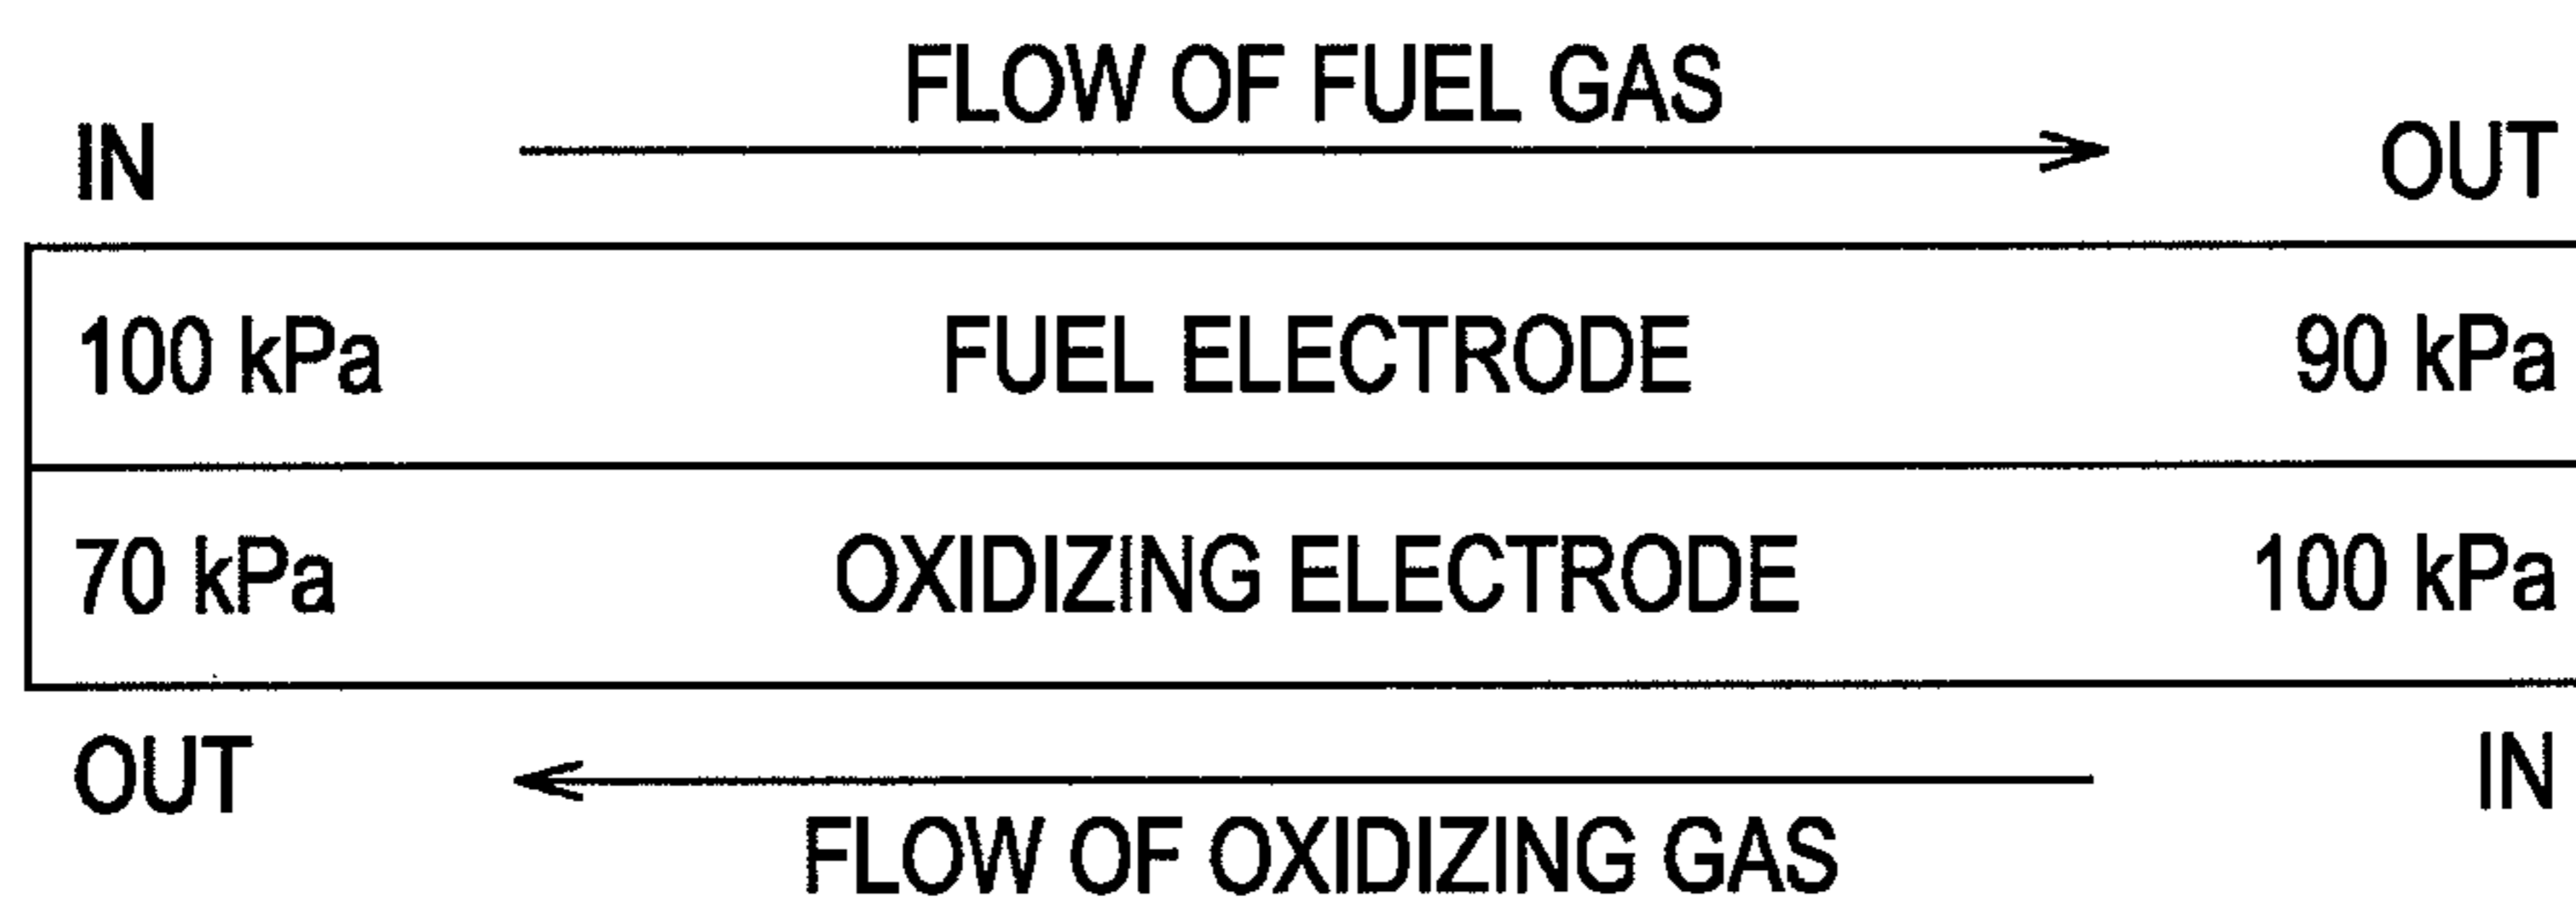 FLOW OF FUEL GAS
IN OUT
100 kPa FUEL ELECTRODE 90 kPa
70 kPa OXIDIZING ELECTRODE 100 kPa
OUT IN
FLOW OF OXIDIZING GAS